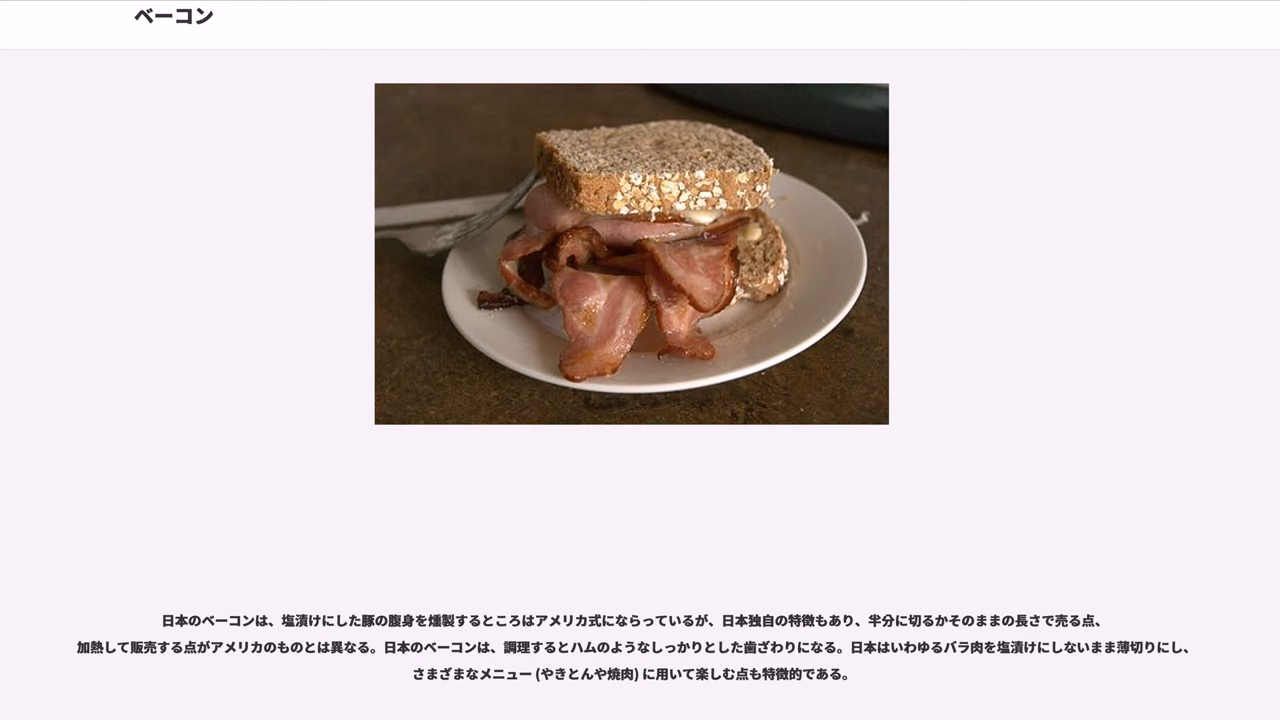 ベーコン
日本のベーコンは、塩漬けにした豚の腹身を燻製するところはアメリカ式にならっているが、日本独自の特徴もあり、半分に切るかそのままの長さで売る点、
加熱して販売する点がアメリカのものとは異なる。日本のベーコンは、調理するとハムのようなしっかりとした歯ざわりになる。日本はいわゆるバラ肉を塩漬けにしないまま薄切りにし、
さまざまなメニュー (やきとんや焼肉) に用いて楽しむ点も特徴的である。